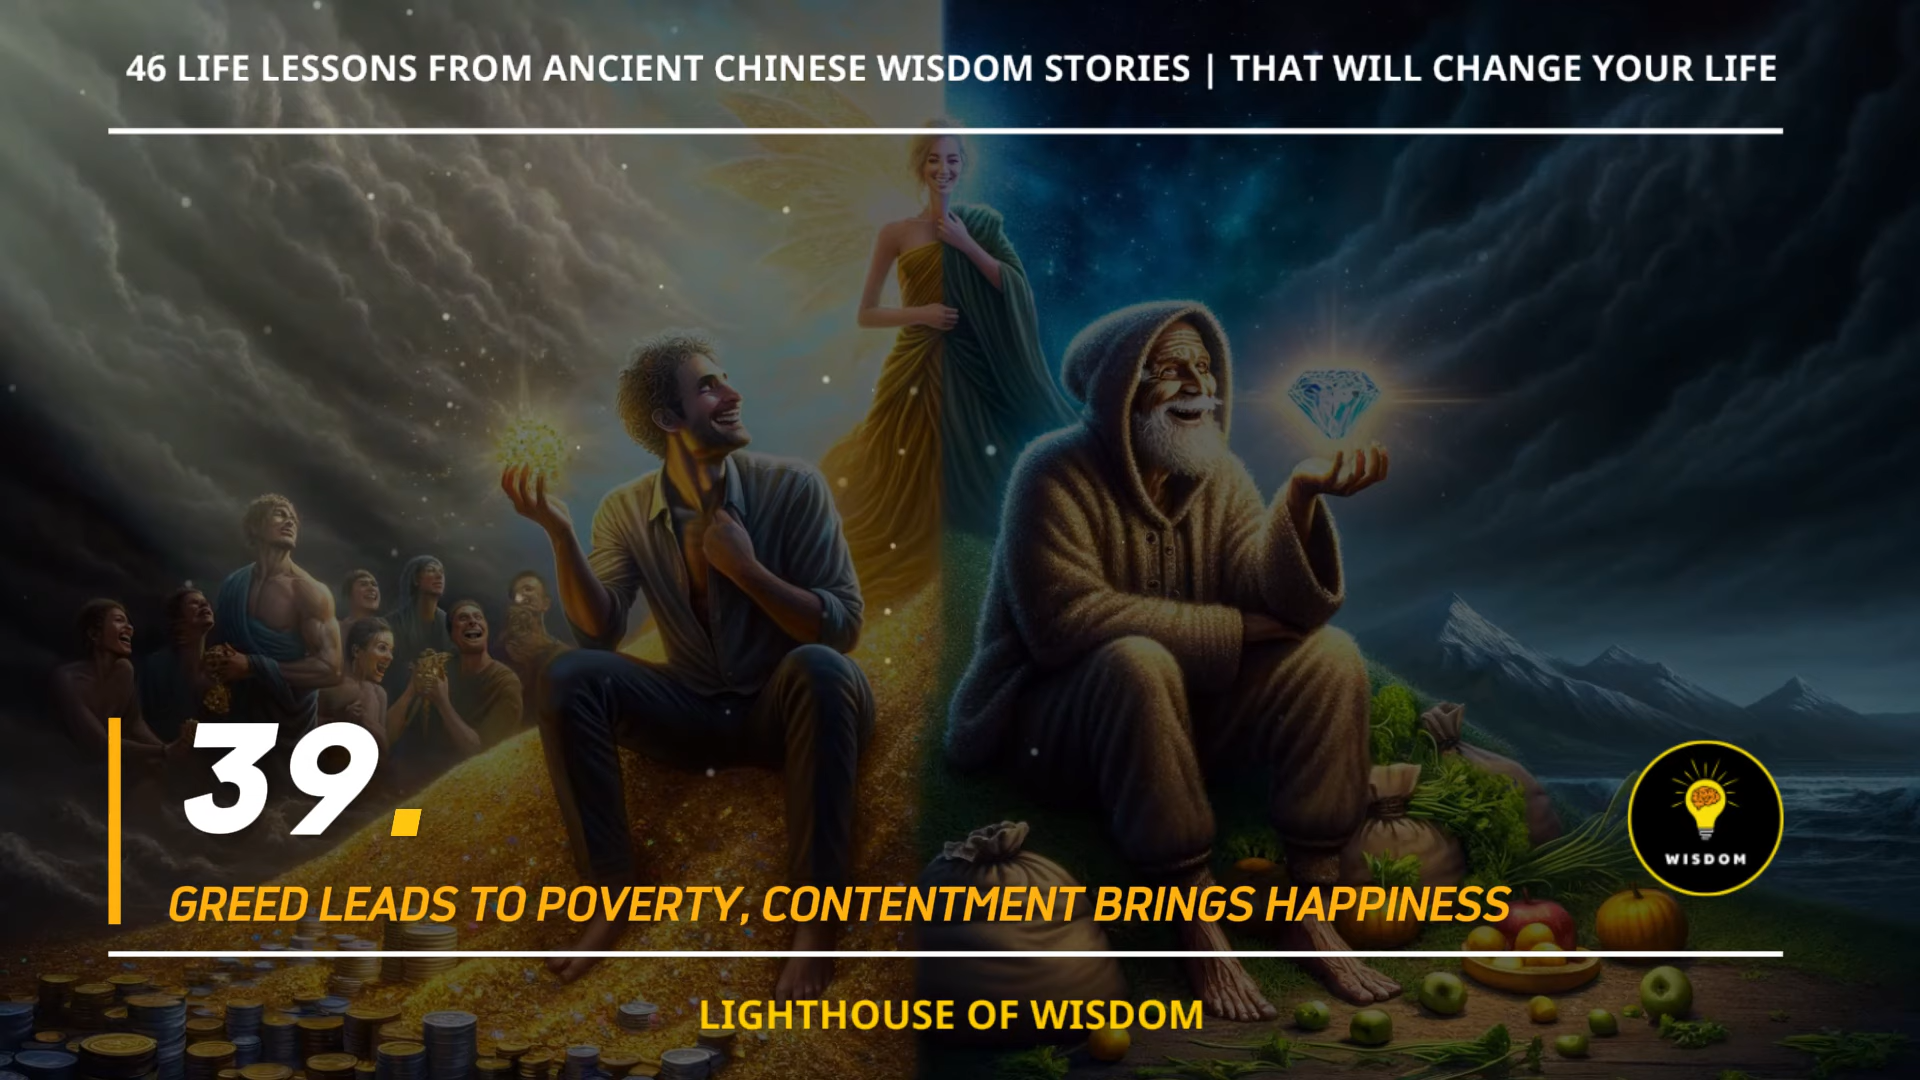 46 LIFE LESSONS FROM ANCIENT CHINESE WISDOM STORIES | THAT WILL CHANGE YOUR LIFE
39.
WISDOM
GREED LEADS TO POVERTY, CONTENTMENT BRINGS HAPPINESS
LIGHTHOUSE OF WISDOM